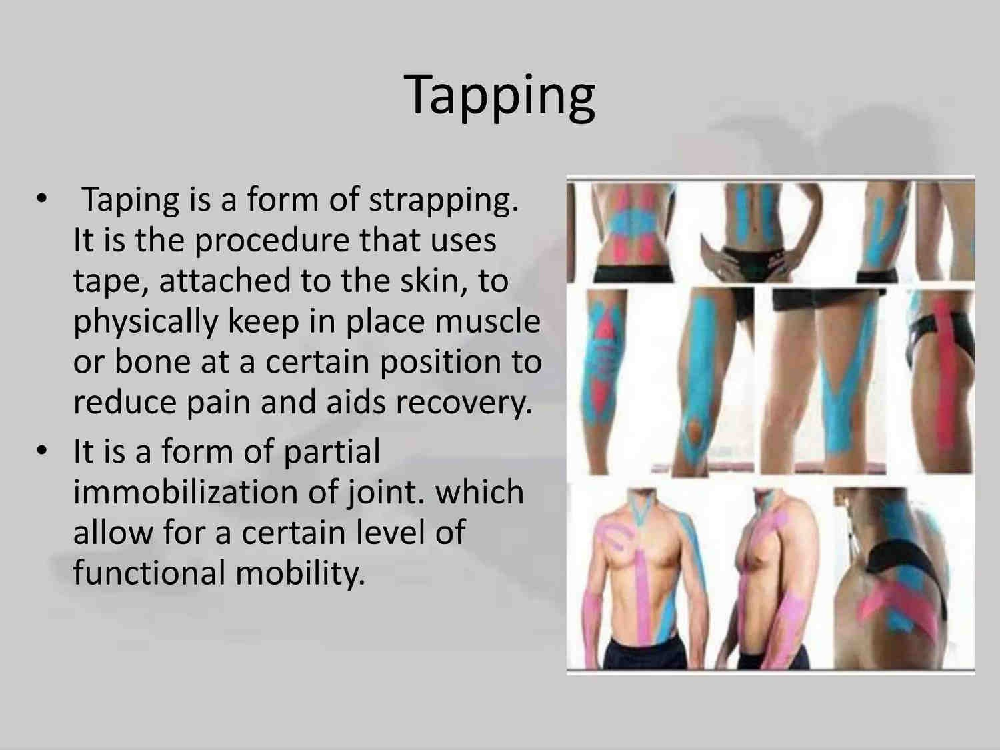 Tapping
• Taping is a form of strapping.
It is the procedure that uses
tape, attached to the skin, to
physically keep in place muscle
or bone at a certain position to
reduce pain and aids recovery.
• It is a form of partial
immobilization of joint. which
allow for a certain level of
functional mobility.